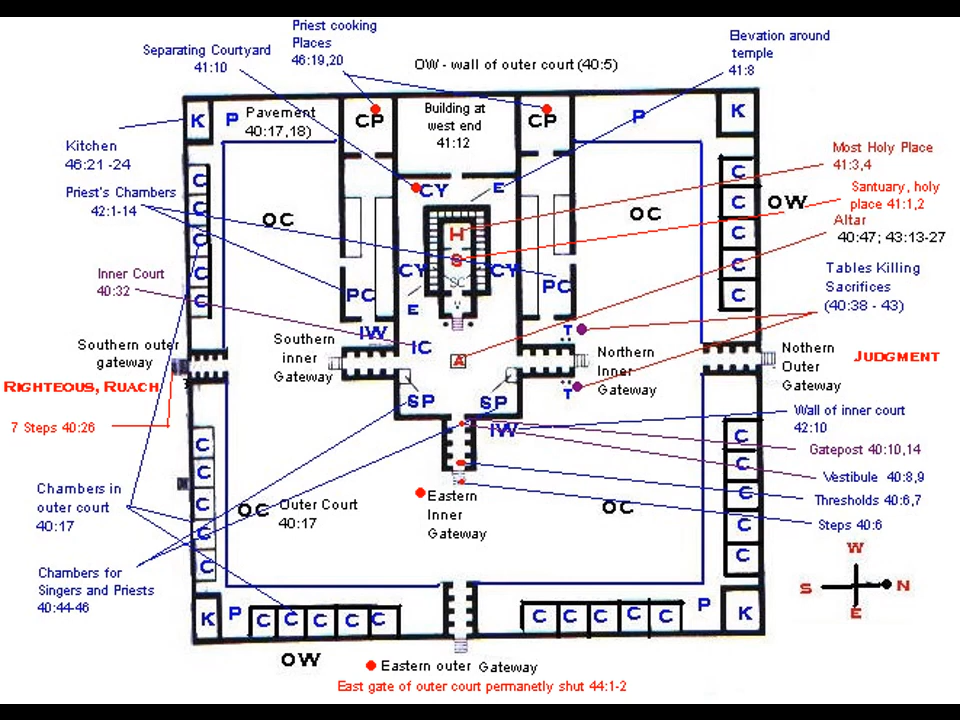 Priest cooking
Places
46:19,20
Separating Courtyard
41:10
OW - wall of outer court (40:5)
Elevation around
temple
41:8
K
P
Pavement
40:17,18)
CP
Building at
west end
41:12
CP
P
K
Kitchen
46:21 -24
Most Holy Place
41:3,4
Priest's Chambers
42:1-14
C
C
C
C
C
OC
CY
E
OC
C
C
C
C
C
OW
Santuary, holy
place 41:1,2
Altar
40:47; 43:13-27
H
S
SC
CY
CY
Inner Court
40:32
PC
E
PC
Tables Killing
Sacrifices
(40:38 - 43)
IW
T
IC
A
Southern outer
gateway
Southern
inner
Gateway
Northern
Inner
Gateway
Nothern
Outer
Gateway
Judgment
Righteous, Ruach
T
SP
SP
7 Steps 40:26
IW
Wall of inner court
42:10
Gatepost 40:10,14
Vestibule 40:8,9
Thresholds 40:6,7
Steps 40:6
C
C
C
C
C
C
C
C
C
C
Chambers in
outer court
40:17
OC
Outer Court
40:17
Eastern
Inner
Gateway
OC
W
S
N
E
Chambers for
Singers and Priests
40:44-46
K
P
C
C
C
C
C
C
C
C
C
C
P
K
OW
Eastern outer Gateway
East gate of outer court permanetly shut 44:1-2